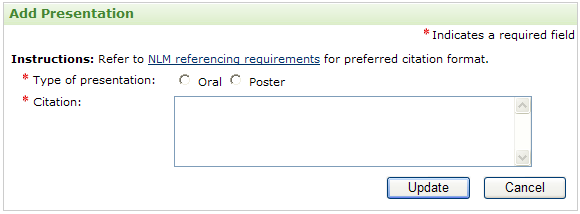 Add Presentation
* Indicates a required field
Instructions: Refer to NLM referencing requirements for preferred citation format.
* Type of presentation: Oral Poster
* Citation:
Update Cancel